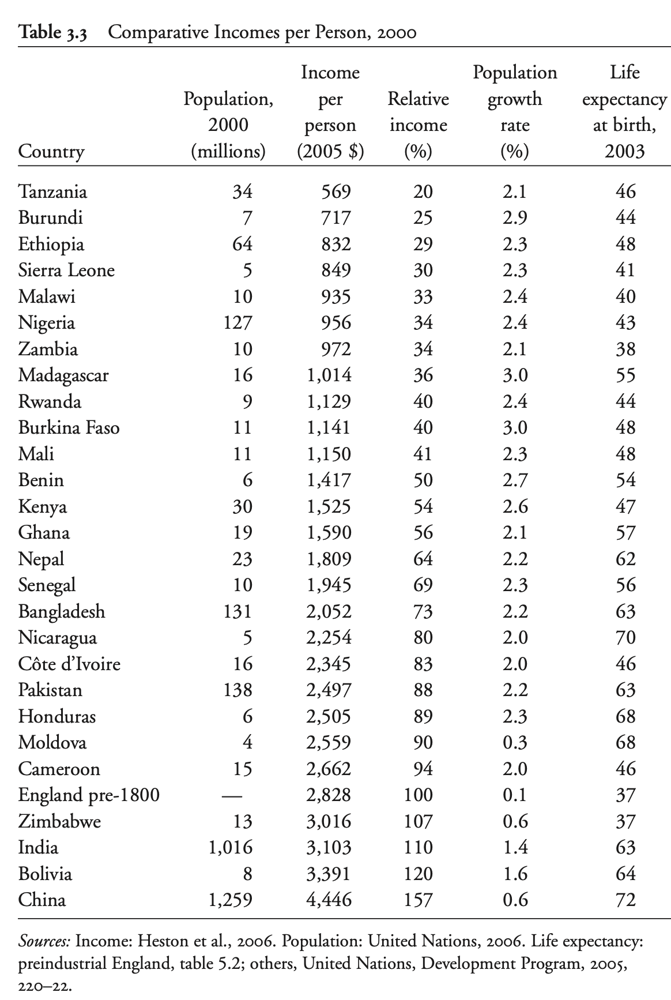 Table 3.3 Comparative Incomes per Person, 2000
Income Population Life
Population, per Relative growth expectancy
2000 person income rate at birth,
Country (millions) (2005 $) (%) (%) 2003
Tanzania 34 569 20 2.1 46
Burundi 7 717 25 2.9 44
Ethiopia 64 832 29 2.3 48
Sierra Leone 5 849 30 2.3 41
Malawi 10 935 33 2.4 40
Nigeria 127 956 34 2.4 43
Zambia 10 972 34 2.1 38
Madagascar 16 1,014 36 3.0 55
Rwanda 9 1,129 40 2.4 44
Burkina Faso 11 1,141 40 3.0 48
Mali 11 1,150 41 2.3 48
Benin 6 1,417 50 2.7 54
Kenya 30 1,525 54 2.6 47
Ghana 19 1,590 56 2.1 57
Nepal 23 1,809 64 2.2 62
Senegal 10 1,945 69 2.3 56
Bangladesh 131 2,052 73 2.2 63
Nicaragua 5 2,254 80 2.0 70
Côte d’Ivoire 16 2,345 83 2.0 46
Pakistan 138 2,497 88 2.2 63
Honduras 6 2,505 89 2.3 68
Moldova 4 2,559 90 0.3 68
Cameroon 15 2,662 94 2.0 46
England pre-1800 — 2,828 100 0.1 37
Zimbabwe 13 3,016 107 0.6 37
India 1,016 3,103 110 1.4 63
Bolivia 8 3,391 120 1.6 64
China 1,259 4,446 157 0.6 72
Sources: Income: Heston et al., 2006. Population: United Nations, 2006. Life expectancy:
preindustrial England, table 5.2; others, United Nations, Development Program, 2005,
220–22.